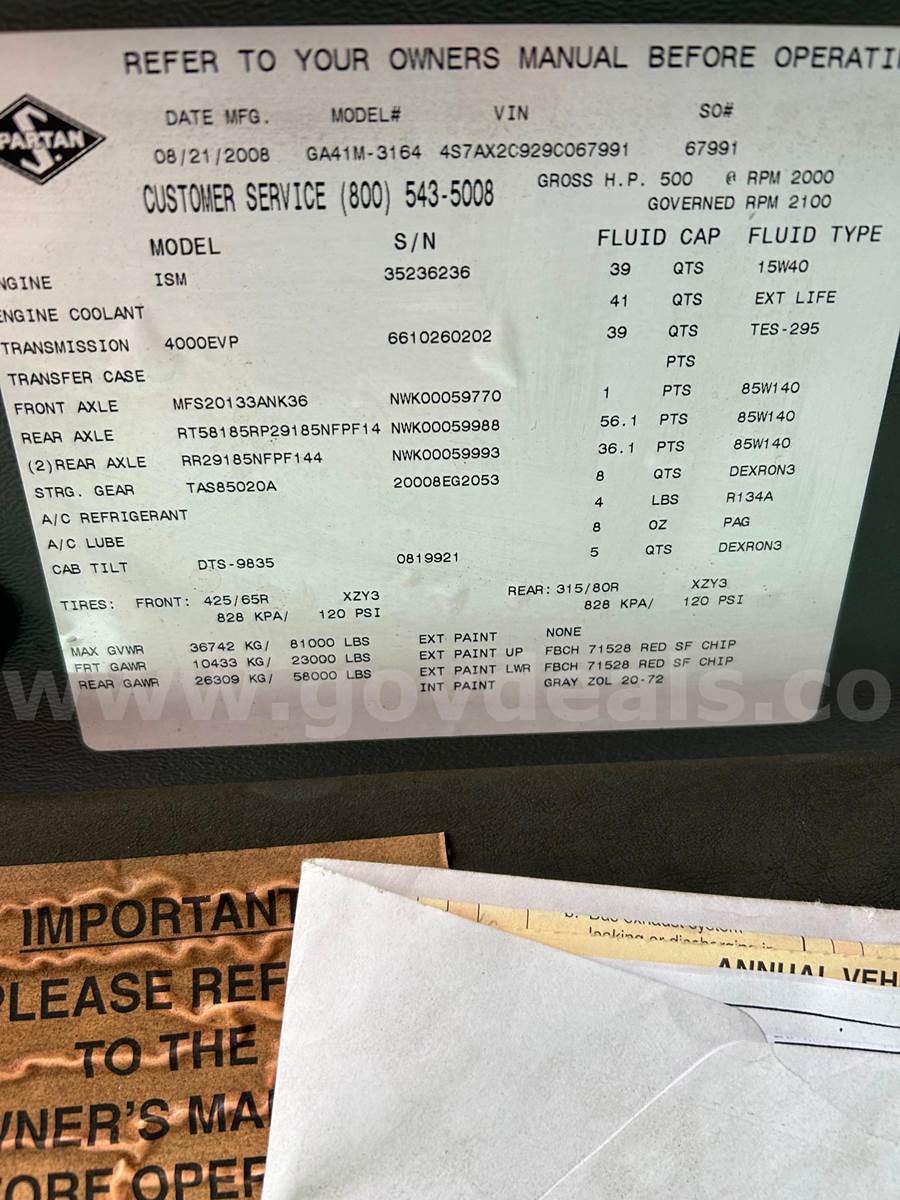 REFER TO YOUR OWNERS MANUAL BEFORE OPERATI
SPARTAN
DATE MFG. MODEL# VIN SO#
08/21/2008 GA41M-3164 4S7AX2C929C067991 67991
CUSTOMER SERVICE (800) 543-5008 GROSS H.P. 500 @ RPM 2000
GOVERNED RPM 2100
MODEL S/N FLUID CAP FLUID TYPE
NGINE ISM 35236236 39 QTS 15W40
ENGINE COOLANT 41 QTS EXT LIFE
TRANSMISSION 4000EVP 6610260202 39 QTS TES-295
TRANSFER CASE PTS
FRONT AXLE MFS20133ANK36 NWK00059770 1 PTS 85W140
REAR AXLE RT58185RP29185NFPF14 NWK00059988 56.1 PTS 85W140
(2)REAR AXLE RR29185NFPF144 NWK00059993 36.1 PTS 85W140
STRG. GEAR TAS85020A 20008EG2053 8 QTS DEXRON3
A/C REFRIGERANT 4 LBS R134A
A/C LUBE 8 OZ PAG
CAB TILT DTS-9835 0819921 5 QTS DEXRON3
TIRES: FRONT: 425/65R XZY3 REAR: 315/80R XZY3
828 KPA/ 120 PSI 828 KPA/ 120 PSI
MAX GVWR 36742 KG/ 81000 LBS EXT PAINT NONE
FRT GAWR 10433 KG/ 23000 LBS EXT PAINT UP FBCH 71528 RED SF CHIP
REAR GAWR 26309 KG/ 58000 LBS EXT PAINT LWR FBCH 71528 RED SF CHIP
INT PAINT GRAY ZOL 20-72
www.govdeals.co
IMPORTANT
PLEASE REF
TO THE
WNER'S MA
ORE OPER
looking or discharging in
ANNUAL VEH